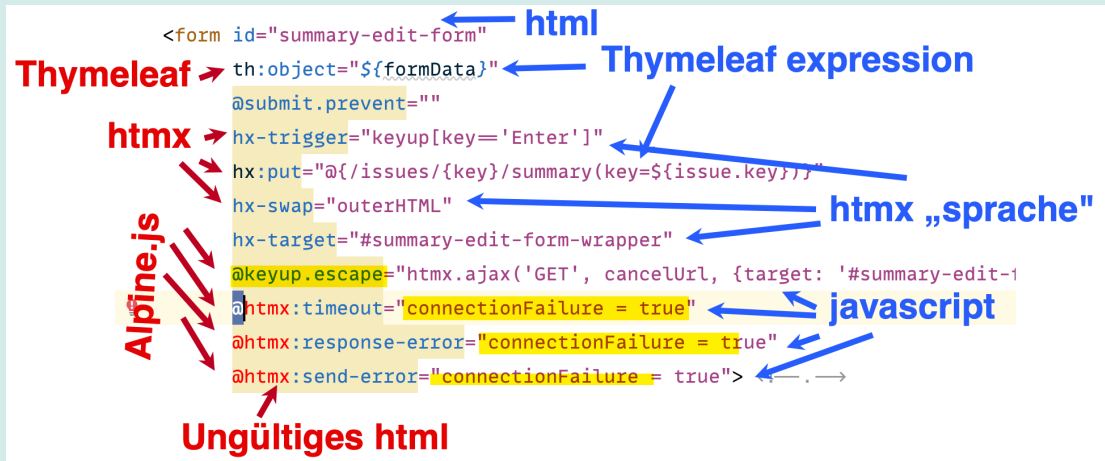 html
<form id="summary-edit-form"
Thymeleaf
th:object="${formData}"
Thymeleaf expression
@submit.prevent=""
htmx
hx-trigger="keyup[key=='Enter']"
hx:put="@{/issues/{key}/summary(key=${issue.key})}"
hx-swap="outerHTML"
htmx „sprache"
hx-target="#summary-edit-form-wrapper"
Alpine.js
@keyup.escape="htmx.ajax('GET', cancelUrl, {target: '#summary-edit-f
@htmx:timeout="connectionFailure = true"
javascript
@htmx:response-error="connectionFailure = true"
@htmx:send-error="connectionFailure = true"> <!--.-->
Ungültiges html